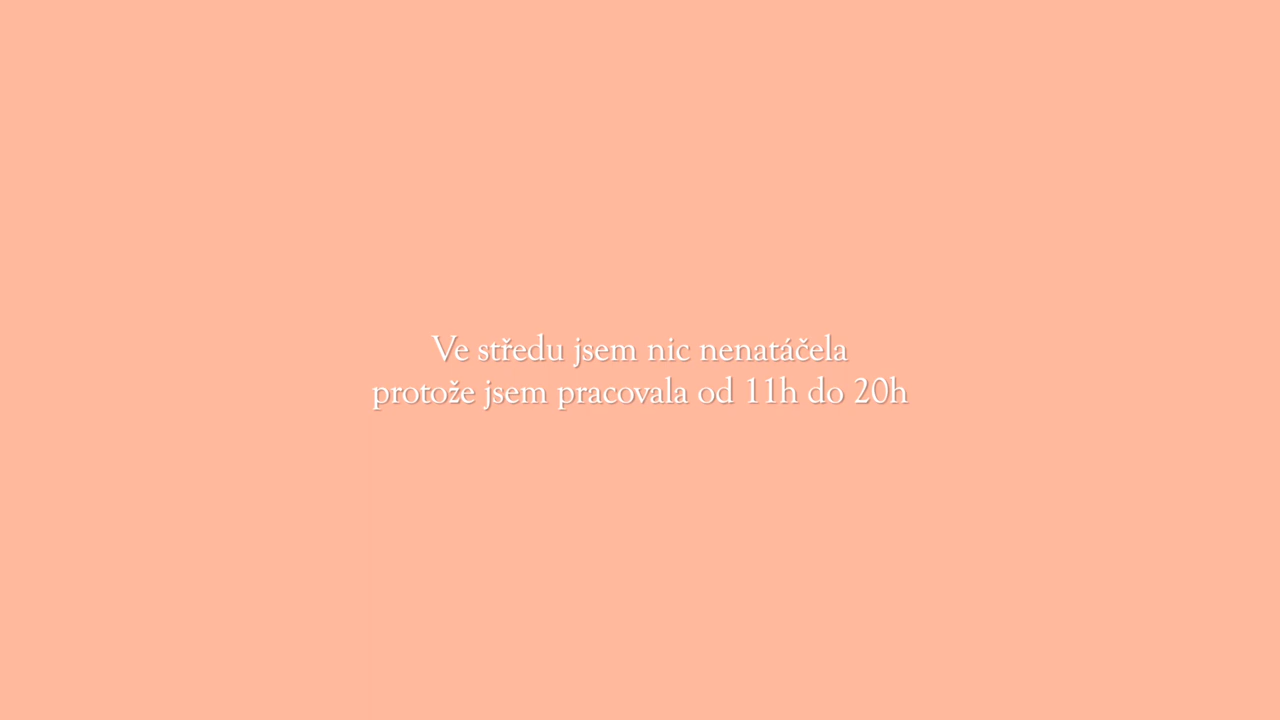 Ve středu jsem nic nenatáčela
protože jsem pracovala od 11h do 20h